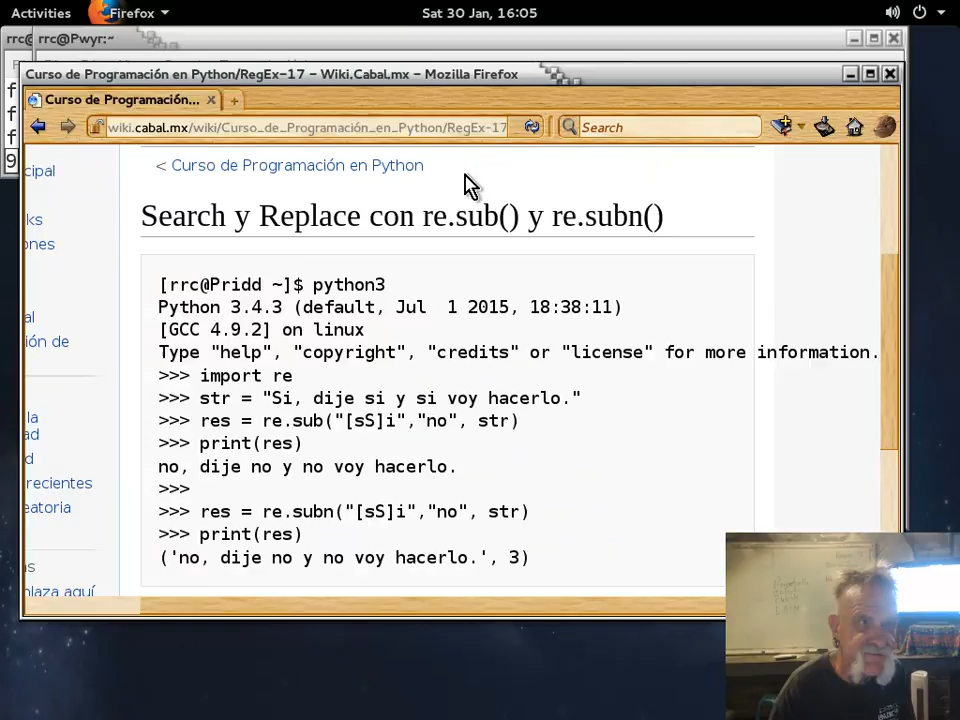 Activities Firefox Sat 30 Jan, 16:05
rrc@ rrc@Pwyr:~
Curso de Programación en Python/RegEx-17 - Wiki,Cabal.mx - Mozilla Firefox
Curso de Programación...
wiki.cabal.mx/wiki/Curso_de_Programación_en_Python/RegEx-17 Search
f
f
f
9
cipal
ks
ones
al
ión de
la
ad
d
recientes
eatoria
as
nlaza aquí
< Curso de Programación en Python
Search y Replace con re.sub() y re.subn()
[rrc@Pridd ~]$ python3
Python 3.4.3 (default, Jul  1 2015, 18:38:11)
[GCC 4.9.2] on linux
Type "help", "copyright", "credits" or "license" for more information.
>>> import re
>>> str = "Si, dije si y si voy hacerlo."
>>> res = re.sub("[sS]i","no", str)
>>> print(res)
no, dije no y no voy hacerlo.
>>>
>>> res = re.subn("[sS]i","no", str)
>>> print(res)
('no, dije no y no voy hacerlo.', 3)